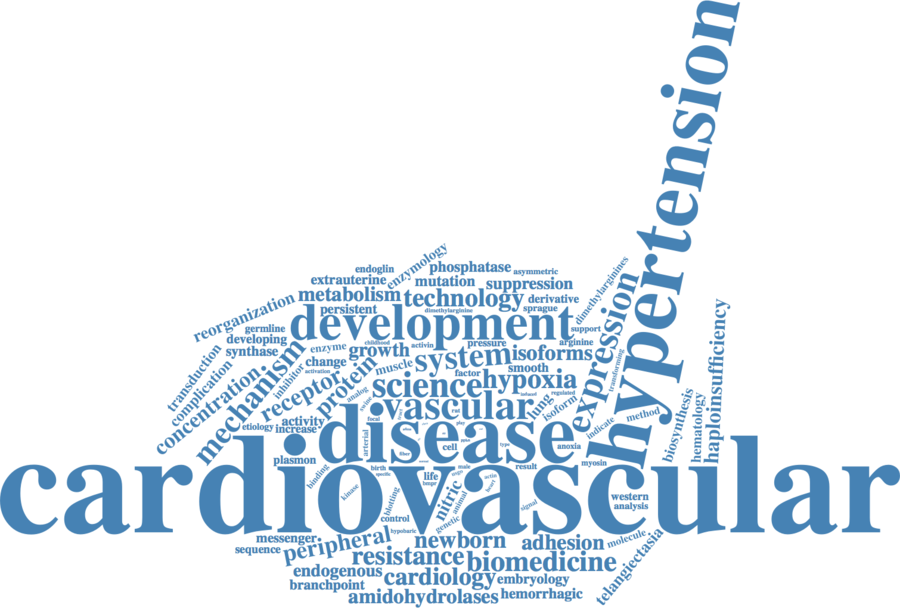 hypertension
endoglin
enzymology
phosphatase
asymmetric
extrauterine
mutation
suppression
dimethylarginines
metabolism
technology
derivative
reorganization
persistent
dimethylarginine
sprague
germline
development
support
expression
developing
childhood
pressure
arginine
enzyme
growth
activin
system
isoforms
synthase
change
transduction
complication
mechanism
inhibitor
activation
protein
muscle
factor
smooth
transforming
concentration
receptor
analog
science
hypoxia
regulated
haploinsufficiency
vascular
lung
isoform
activity
focal
method
etiology
increase
arterial
disease
indicate
biosynthesis
hematology
cell
type
anoxia
plasmon
birth
male
result
myosin
binding
specific
life
cardiovascular
kinase
blotting
bmpr
nitric
animal
actin
heart
western
analysis
control
hypobaric
genetic
signal
messenger
sequence
peripheral
newborn
adhesion
molecule
telangiectasia
resistance
biomedicine
endogenous
cardiology
embryology
branchpoint
amidohydrolases
hemorrhagic